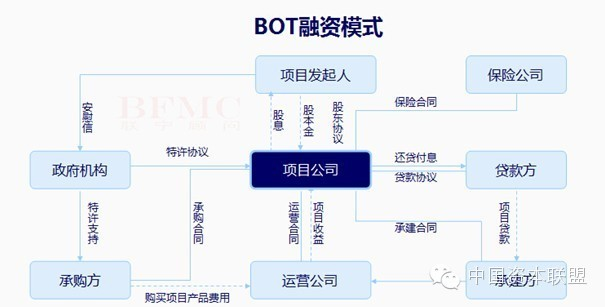 BOT融资模式
项目发起人
保险公司
BFMC
安慰信
股息
股本金
股东协议
保险合同
政府机构
特许协议
项目公司
还贷付息
贷款协议
贷款方
特许支持
承购合同
运营合同
项目收益
承建合同
项目贷款
承购方
购买项目产品费用
运营公司
承建方
中国资本联盟